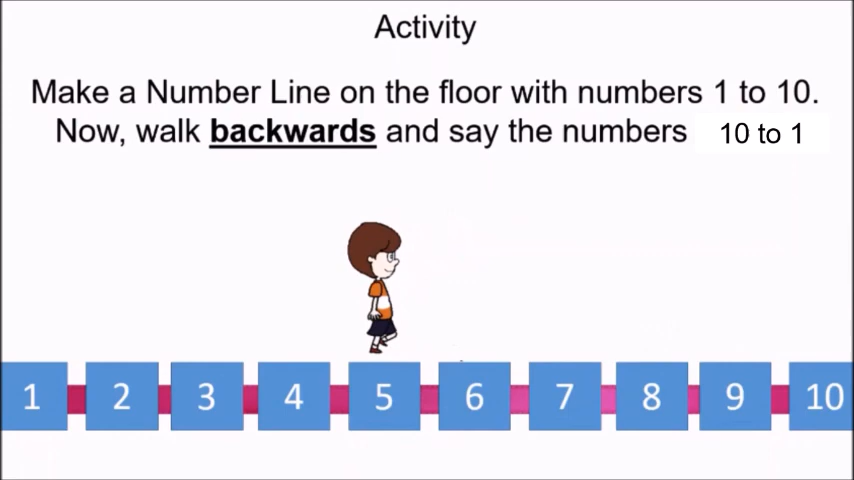 Activity
Make a Number Line on the floor with numbers 1 to 10.
Now, walk backwards and say the numbers 10 to 1
1 2 3 4 5 6 7 8 9 10